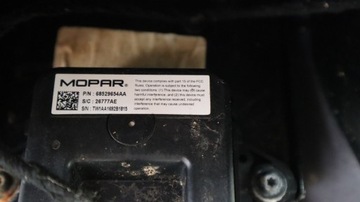 MOPAR
P/N : 68529654AA
S/C : 28777AE
S/N : TW1AA1692B1815
This device complies with part 15 of the FCC
Rules. Operation is subject to the following
two conditions: (1) This device may not cause
harmful interference, and (2) this device must
accept any interference received, including
interference that may cause undesired
operation.